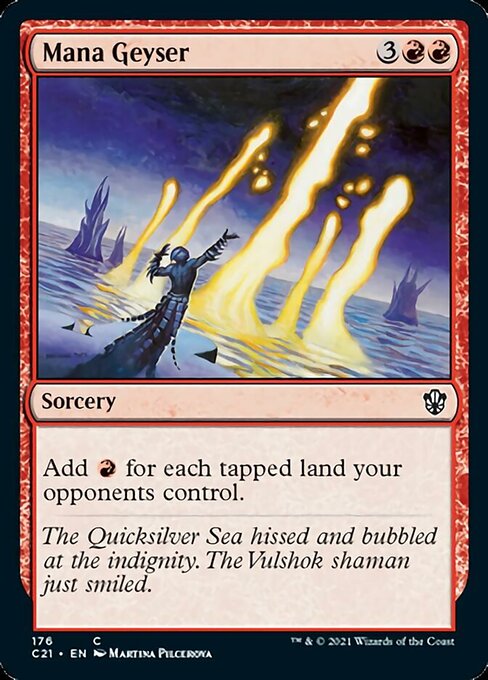 Mana Geyser 3
Sorcery
Add for each tapped land your
opponents control.
The Quicksilver Sea hissed and bubbled
at the indignity. The Vulshok shaman
just smiled.
176 C
C21 • EN Martina Pilcerova
™ & © 2021 Wizards of the Coast